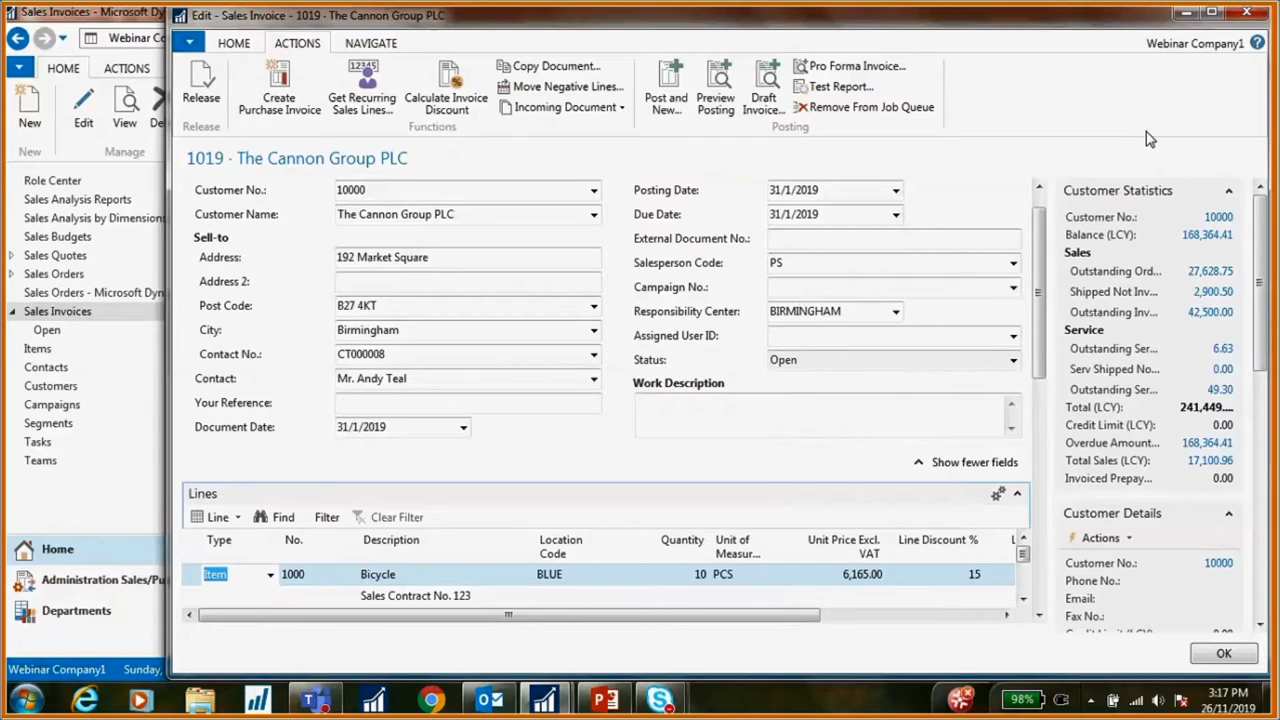 Sales Invoices - Microsoft Dyn
Edit - Sales Invoice - 1019 · The Cannon Group PLC
Webinar Co
HOME
ACTIONS
NAVIGATE
Webinar Company1
HOME
ACTIONS
New
Edit
View
De
New
Manage
Release
Release
Create Purchase Invoice
Get Recurring Sales Lines...
Calculate Invoice Discount
Copy Document...
Move Negative Lines...
Incoming Document
Functions
Post and New...
Preview Posting
Draft Invoice...
Pro Forma Invoice...
Test Report...
Remove From Job Queue
Posting
Role Center
Sales Analysis Reports
Sales Analysis by Dimensions
Sales Budgets
Sales Quotes
Sales Orders
Sales Orders - Microsoft Dyn
Sales Invoices
Open
Items
Contacts
Customers
Campaigns
Segments
Tasks
Teams
Home
Administration Sales/Pu
Departments
1019 · The Cannon Group PLC
Customer No.: 10000
Customer Name: The Cannon Group PLC
Sell-to
Address: 192 Market Square
Address 2:
Post Code: B27 4KT
City: Birmingham
Contact No.: CT000008
Contact: Mr. Andy Teal
Your Reference:
Document Date: 31/1/2019
Posting Date: 31/1/2019
Due Date: 31/1/2019
External Document No.:
Salesperson Code: PS
Campaign No.:
Responsibility Center: BIRMINGHAM
Assigned User ID:
Status: Open
Work Description
Show fewer fields
Lines
Line Find Filter Clear Filter
Type No. Description Location Code Quantity Unit of Measur... Unit Price Excl. VAT Line Discount %
Item 1000 Bicycle BLUE 10 PCS 6,165.00 15
Sales Contract No. 123
Customer Statistics
Customer No.: 10000
Balance (LCY): 168,364.41
Sales
Outstanding Ord... 27,628.75
Shipped Not Inv... 2,900.50
Outstanding Inv... 42,500.00
Service
Outstanding Ser... 6.63
Serv Shipped No... 0.00
Outstanding Ser... 49.30
Total (LCY): 241,449....
Credit Limit (LCY): 0.00
Overdue Amount... 168,364.41
Total Sales (LCY): 17,100.96
Invoiced Prepay... 0.00
Customer Details
Actions
Customer No.: 10000
Phone No.:
Email:
Fax No.:
OK
Webinar Company1 Sunday,
98%
3:17 PM
26/11/2019